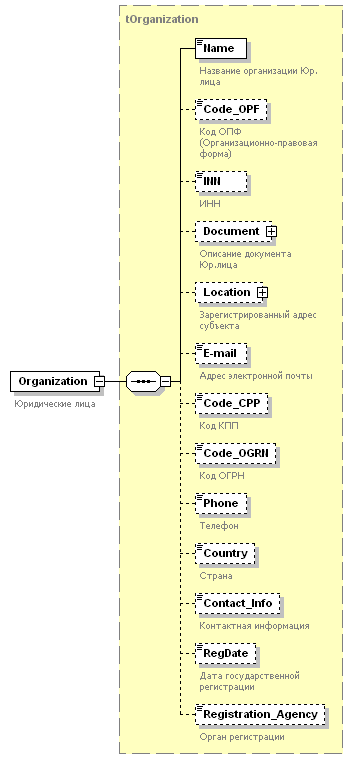 tOrganization
Name
Название организации Юр.
лица
Code_OPF
Код ОПФ
(Организационно-правовая
форма)
INN
ИНН
Document
Описание документа
Юр.лица
Location
Зарегистрированный адрес
субъекта
E-mail
Адрес электронной почты
Organization
Юридические лица
Code_CPP
Код КПП
Code_OGRN
Код ОГРН
Phone
Телефон
Country
Страна
Contact_Info
Контактная информация
RegDate
Дата государственной
регистрации
Registration_Agency
Орган регистрации